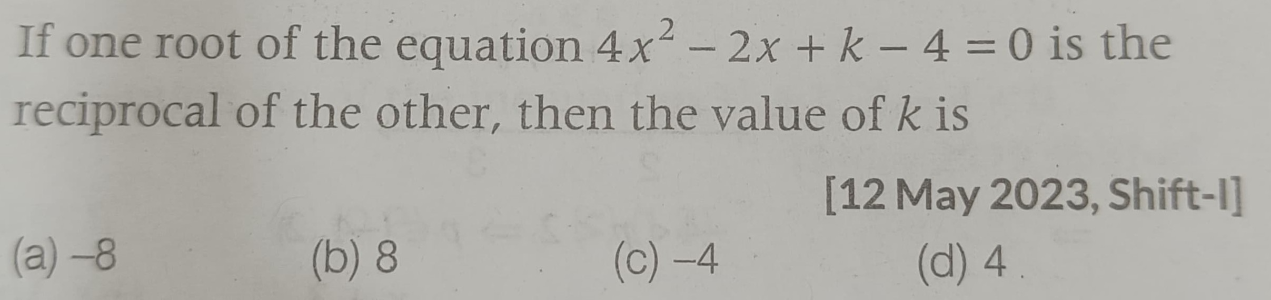 If one root of the equation 4x² – 2x + k – 4 = 0 is the
reciprocal of the other, then the value of k is
[12 May 2023, Shift-I]
(a) –8 (b) 8 (c) –4 (d) 4